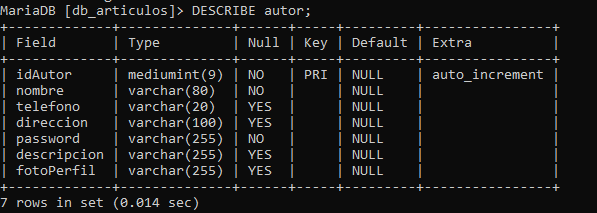 MariaDB [db_articulos]> DESCRIBE autor;
+-------------+--------------+------+-----+---------+----------------+
| Field       | Type         | Null | Key | Default | Extra          |
+-------------+--------------+------+-----+---------+----------------+
| idAutor     | mediumint(9) | NO   | PRI | NULL    | auto_increment |
| nombre      | varchar(80)  | NO   |     | NULL    |                |
| telefono    | varchar(20)  | YES  |     | NULL    |                |
| direccion   | varchar(100) | YES  |     | NULL    |                |
| password    | varchar(255) | NO   |     | NULL    |                |
| descripcion | varchar(255) | YES  |     | NULL    |                |
| fotoPerfil  | varchar(255) | YES  |     | NULL    |                |
+-------------+--------------+------+-----+---------+----------------+
7 rows in set (0.014 sec)